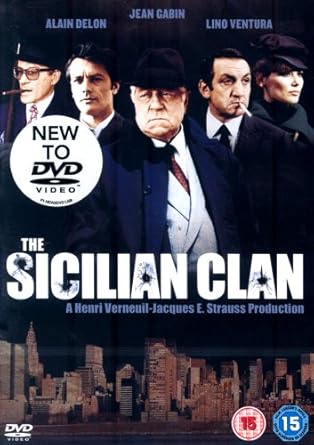 JEAN GABIN
ALAIN DELON
LINO VENTURA
NEW
TO
DVD
VIDEO
THE
SICILIAN CLAN
A Henri Verneuil-Jacques E. Strauss Production
DVD
VIDEO
15
15